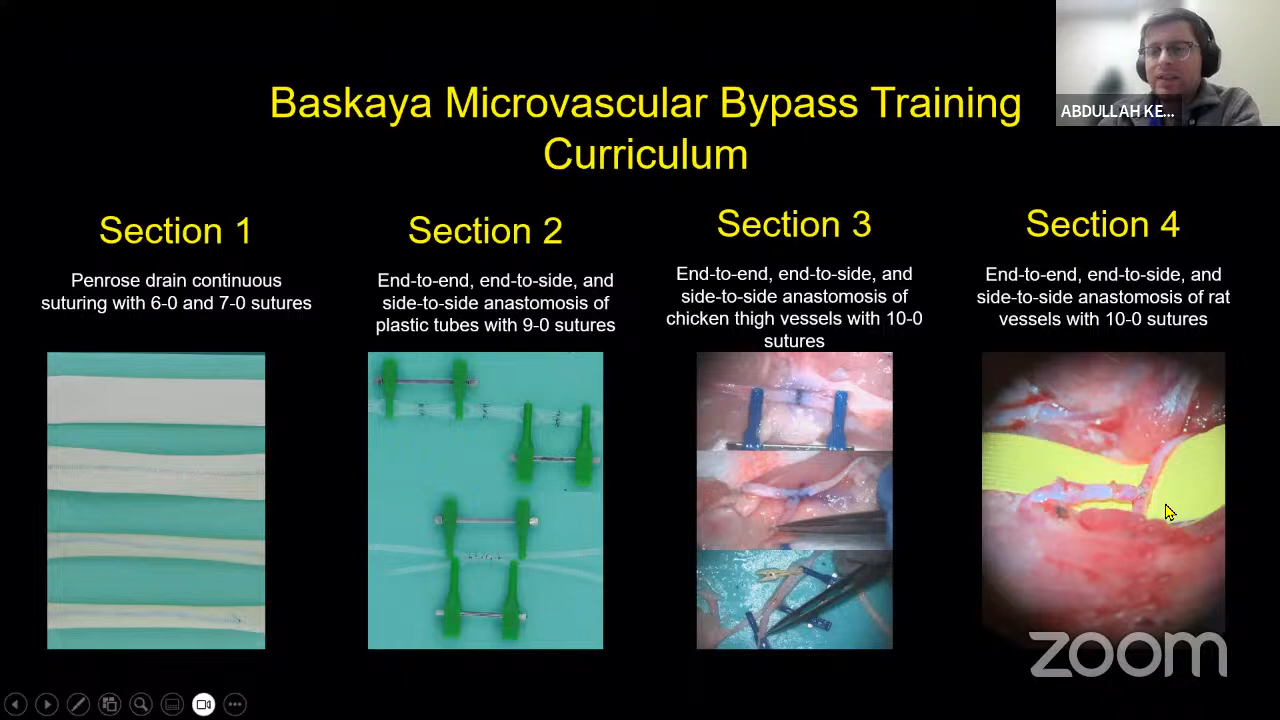 ABDULLAH KE...
Baskaya Microvascular Bypass Training
Curriculum
Section 1
Penrose drain continuous
suturing with 6-0 and 7-0 sutures
Section 2
End-to-end, end-to-side, and
side-to-side anastomosis of
plastic tubes with 9-0 sutures
Section 3
End-to-end, end-to-side, and
side-to-side anastomosis of
chicken thigh vessels with 10-0
sutures
Section 4
End-to-end, end-to-side, and
side-to-side anastomosis of rat
vessels with 10-0 sutures
zoom